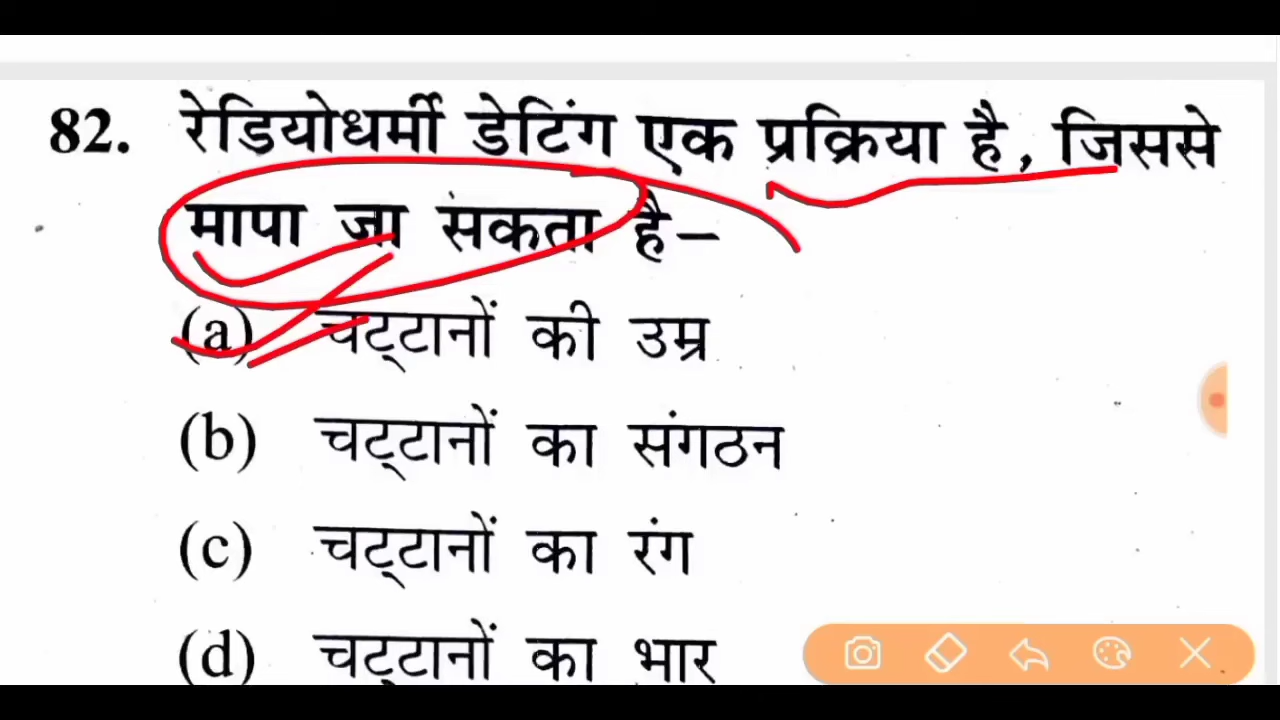 82. रेडियोधर्मी डेटिंग एक प्रक्रिया है, जिससे
मापा जा सकता है–
(a) चट्टानों की उम्र
(b) चट्टानों का संगठन
(c) चट्टानों का रंग
(d) चट्टानों का भार